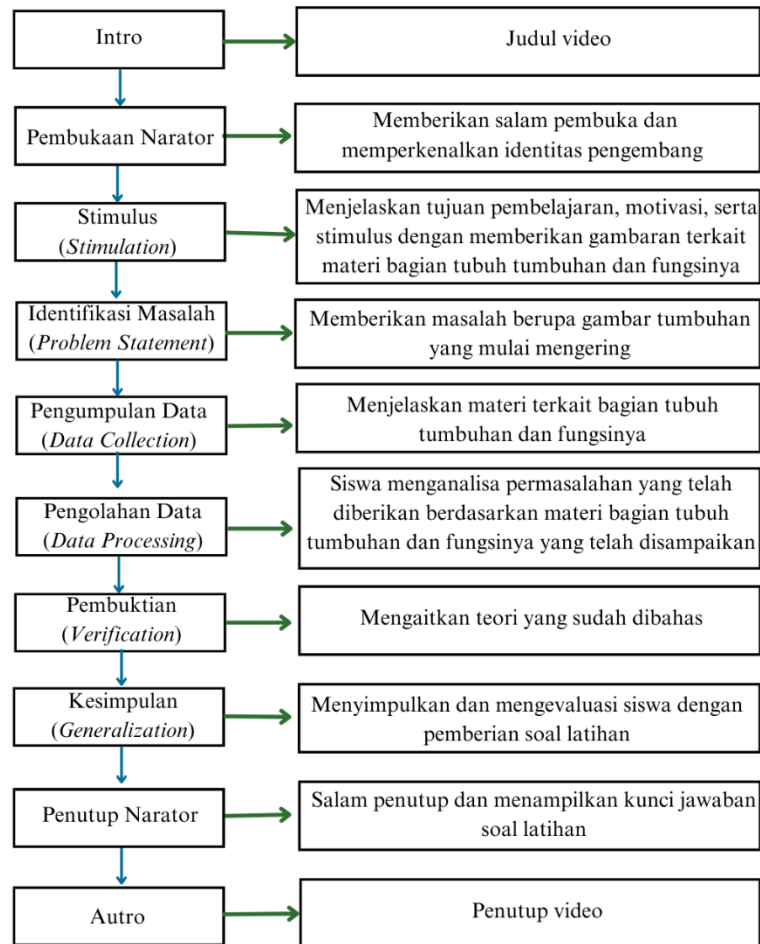 Intro
Judul video
Pembukaan Narator
Memberikan salam pembuka dan
memperkenalkan identitas pengembang
Stimulus
(Stimulation)
Menjelaskan tujuan pembelajaran, motivasi, serta
stimulus dengan memberikan gambaran terkait
materi bagian tubuh tumbuhan dan fungsinya
Identifikasi Masalah
(Problem Statement)
Memberikan masalah berupa gambar tumbuhan
yang mulai mengering
Pengumpulan Data
(Data Collection)
Menjelaskan materi terkait bagian tubuh
tumbuhan dan fungsinya
Pengolahan Data
(Data Processing)
Siswa menganalisa permasalahan yang telah
diberikan berdasarkan materi bagian tubuh
tumbuhan dan fungsinya yang telah disampaikan
Pembuktian
(Verification)
Mengaitkan teori yang sudah dibahas
Kesimpulan
(Generalization)
Menyimpulkan dan mengevaluasi siswa dengan
pemberian soal latihan
Penutup Narator
Salam penutup dan menampilkan kunci jawaban
soal latihan
Autro
Penutup video